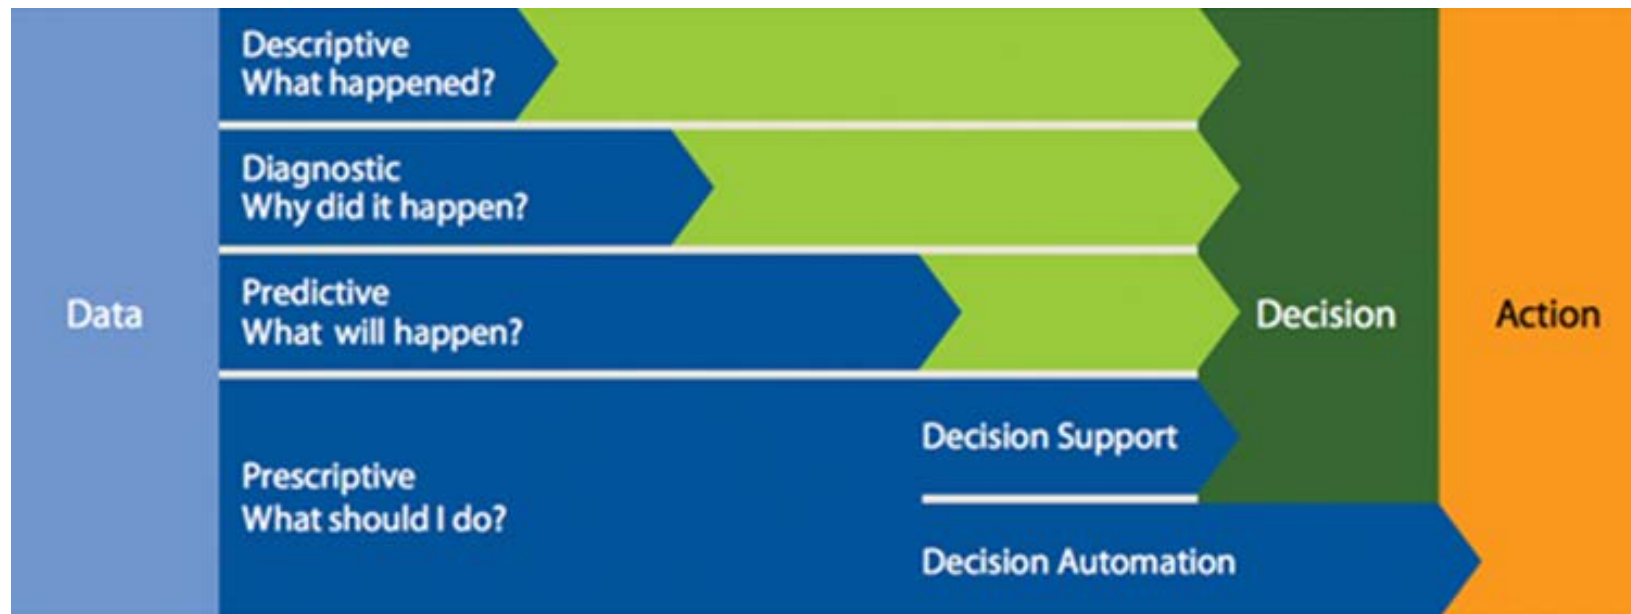 Data
Descriptive
What happened?
Diagnostic
Why did it happen?
Predictive
What will happen?
Prescriptive
What should I do?
Decision Support
Decision Automation
Decision
Action